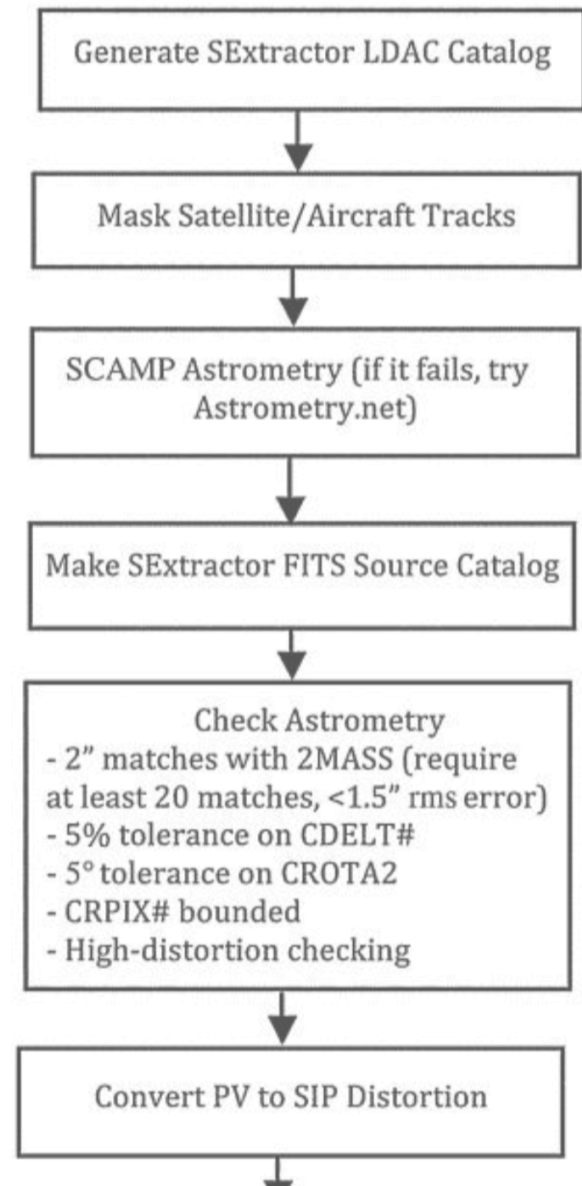 Generate SExtractor LDAC Catalog
Mask Satellite/Aircraft Tracks
SCAMP Astrometry (if it fails, try
Astrometry.net)
Make SExtractor FITS Source Catalog
Check Astrometry
- 2” matches with 2MASS (require
at least 20 matches, <1.5” rms error)
- 5% tolerance on CDELT#
- 5° tolerance on CROTA2
- CRPIX# bounded
- High-distortion checking
Convert PV to SIP Distortion